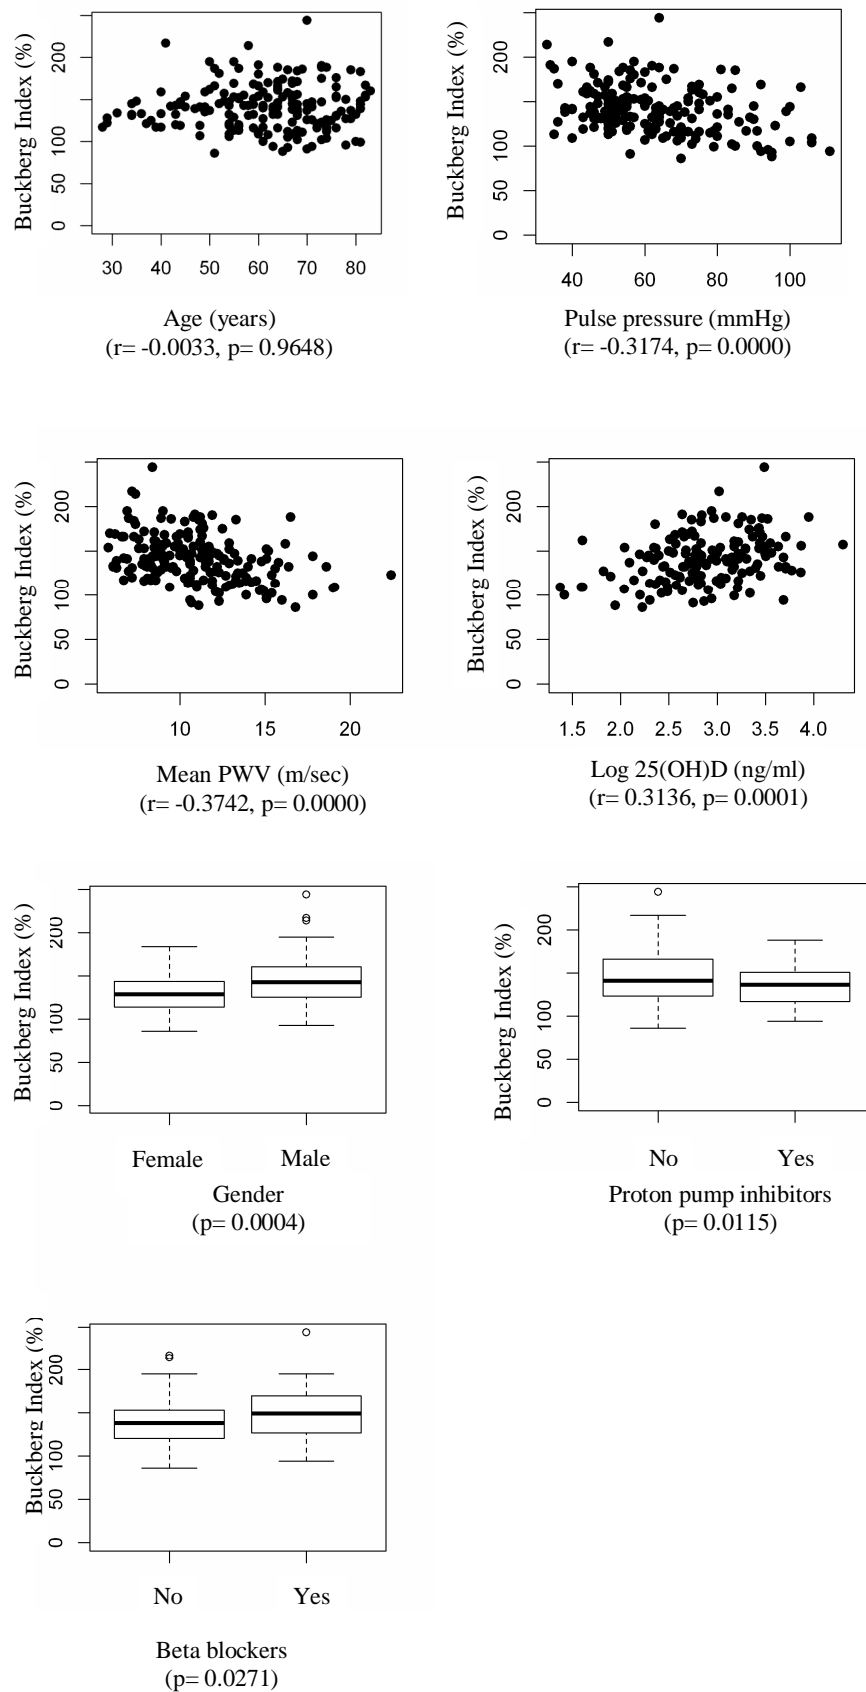 Buckberg Index (%)
0 50 100 200
30 40 50 60 70 80
Age (years)
(r= -0.0033, p= 0.9648)
Buckberg Index (%)
0 50 100 200
40 60 80 100
Pulse pressure (mmHg)
(r= -0.3174, p= 0.0000)
Buckberg Index (%)
0 50 100 200
10 15 20
Mean PWV (m/sec)
(r= -0.3742, p= 0.0000)
Buckberg Index (%)
0 50 100 200
1.5 2.0 2.5 3.0 3.5 4.0
Log 25(OH)D (ng/ml)
(r= 0.3136, p= 0.0001)
Buckberg Index (%)
0 50 100 200
Female Male
Gender
(p= 0.0004)
Buckberg Index (%)
0 50 100 200
No Yes
Proton pump inhibitors
(p= 0.0115)
Buckberg Index (%)
0 50 100 200
No Yes
Beta blockers
(p= 0.0271)